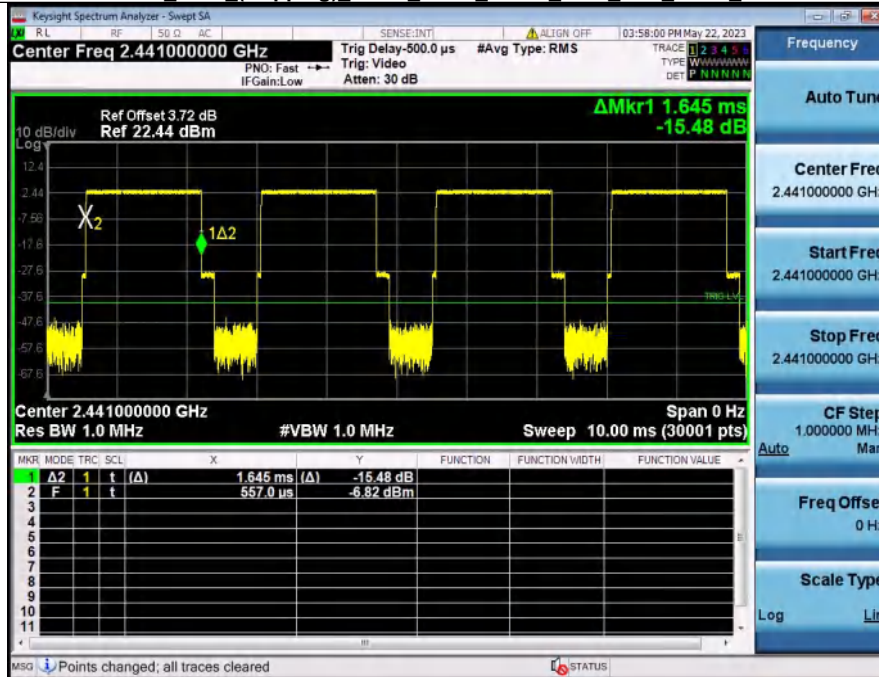 Keysight Spectrum Analyzer - Swept SA
RL RF 50 Ω AC SENSE:INT ALIGN OFF 03:58:00 PM May 22, 2023
Center Freq 2.441000000 GHz
PNO: Fast
IFGain:Low
Trig Delay-500.0 µs
Trig: Video
Atten: 30 dB
#Avg Type: RMS
TRACE 1 2 3 4 5 6
TYPE WWWWWW
DET P N N N N N
Frequency
Ref Offset 3.72 dB
Ref 22.44 dBm
10 dB/div
Log
ΔMkr1 1.645 ms
-15.48 dB
12.4
2.44
-7.56
-17.6
-27.6
-37.6
-47.6
-57.6
-67.6
X2
1Δ2
TRIG LVL
Center 2.441000000 GHz Span 0 Hz
Res BW 1.0 MHz #VBW 1.0 MHz Sweep 10.00 ms (30001 pts)
MKR MODE TRC SCL X Y FUNCTION FUNCTION WIDTH FUNCTION VALUE
1 Δ2 1 t (Δ) 1.645 ms (Δ) -15.48 dB
2 F 1 t 557.0 µs -6.82 dBm
3
4
5
6
7
8
9
10
11
MSG Points changed; all traces cleared STATUS
Auto Tune
Center Freq
2.441000000 GHz
Start Freq
2.441000000 GHz
Stop Freq
2.441000000 GHz
CF Step
1.000000 MHz
Auto Man
Freq Offset
0 Hz
Scale Type
Log Lin